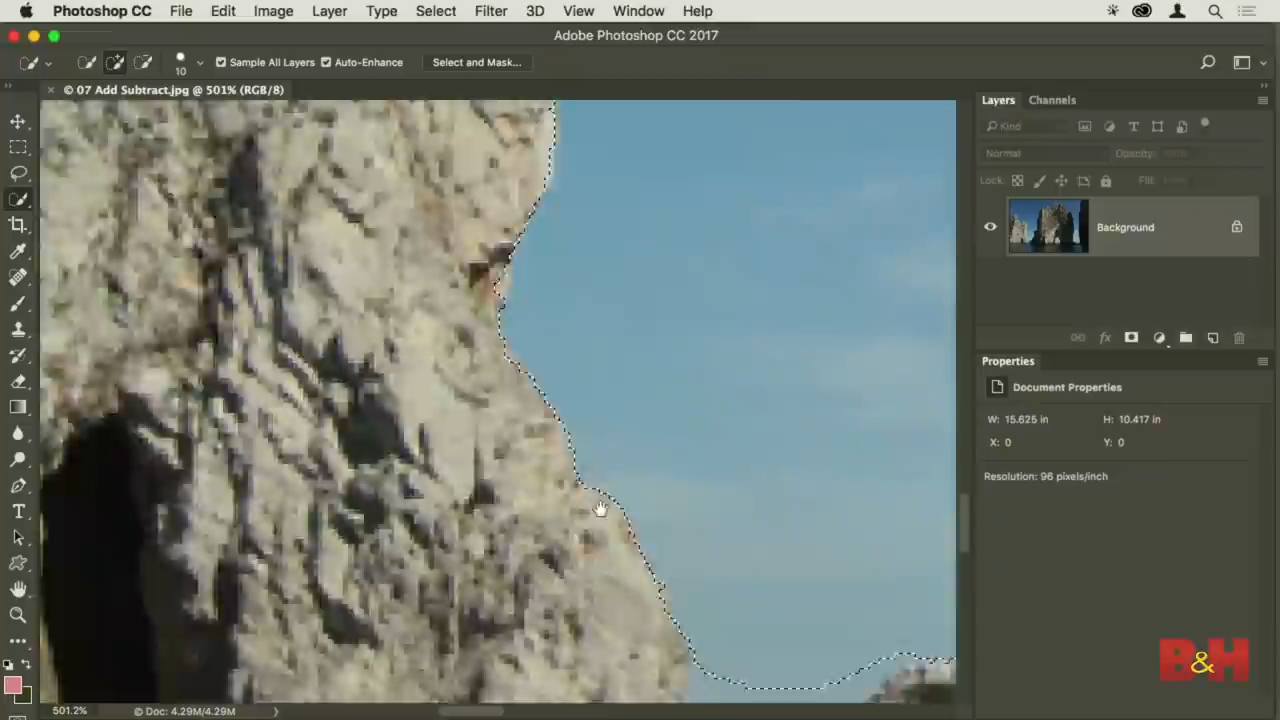 Photoshop CC File Edit Image Layer Type Select Filter 3D View Window Help
Adobe Photoshop CC 2017
10 Sample All Layers Auto-Enhance Select and Mask...
× © 07 Add Subtract.jpg @ 501% (RGB/8)
Layers Channels
Kind
Normal Opacity:
Lock: Fill:
Background
fx
Properties
Document Properties
W: 15.625 in H: 10.417 in
X: 0 Y: 0
Resolution: 96 pixels/inch
B&H
501.2% © Doc: 4.29M/4.29M